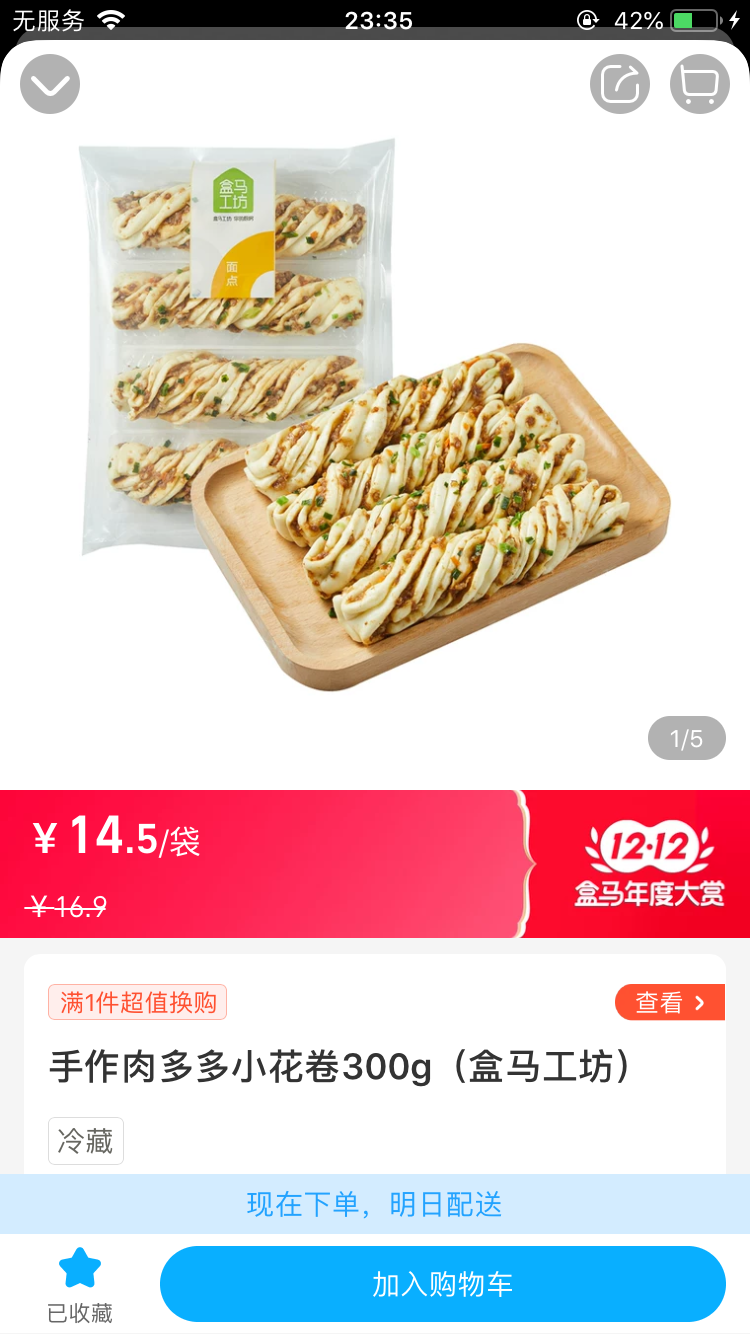 无服务 23:35 42%
盒马
工坊
面
点
1/5
¥14.5/袋
¥16.9
12·12
盒马年度大赏
满1件超值换购
查看
手作肉多多小花卷300g（盒马工坊）
冷藏
现在下单，明日配送
已收藏
加入购物车